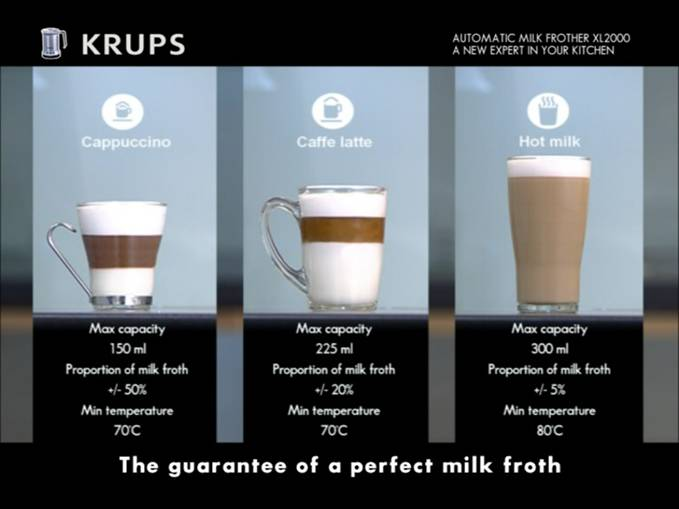 KRUPS
AUTOMATIC MILK FROTHER XL2000
A NEW EXPERT IN YOUR KITCHEN
Cappuccino
Max capacity
150 ml
Proportion of milk froth
+/- 50%
Min temperature
70°C
Caffe latte
Max capacity
225 ml
Proportion of milk froth
+/- 20%
Min temperature
70°C
Hot milk
Max capacity
300 ml
Proportion of milk froth
+/- 5%
Min temperature
80°C
The guarantee of a perfect milk froth